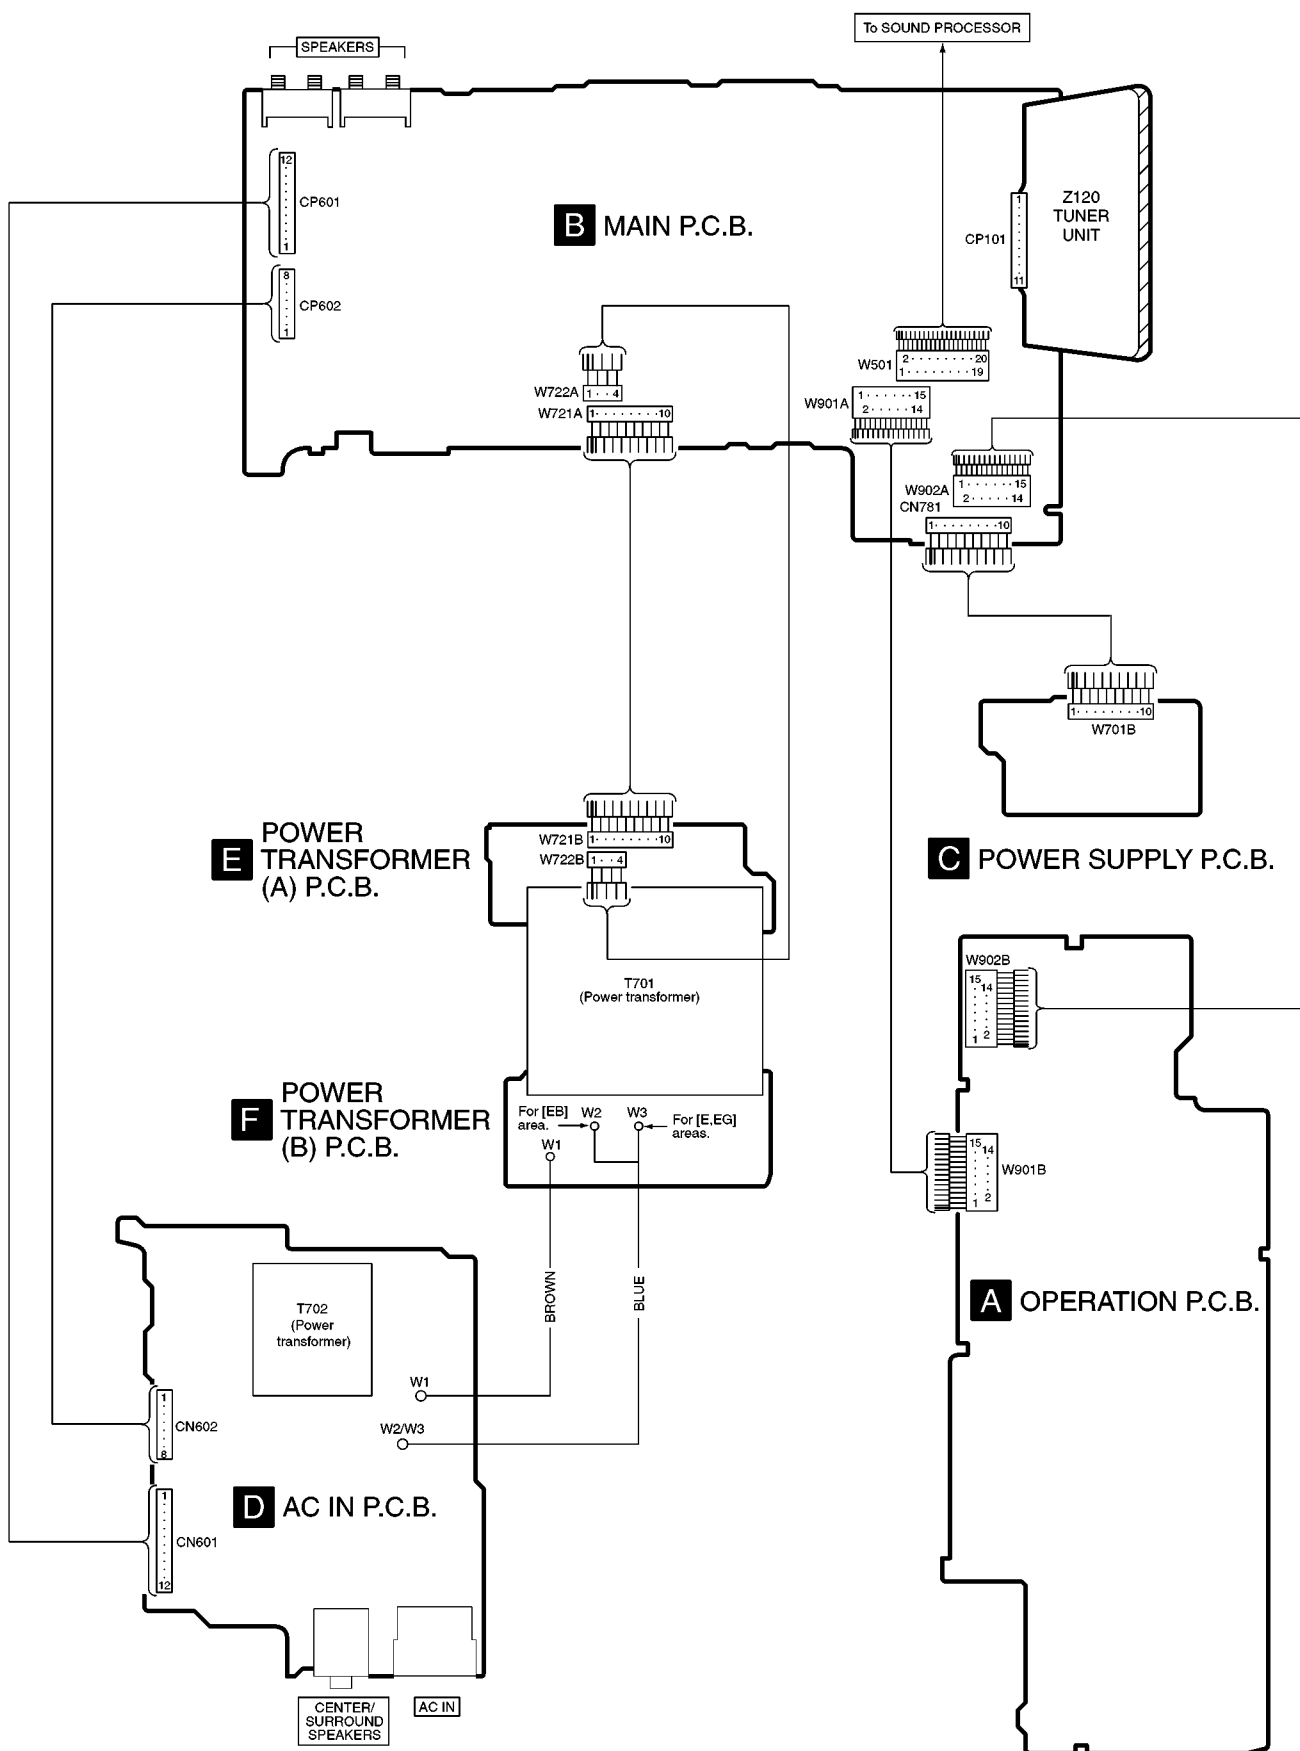 To SOUND PROCESSOR
SPEAKERS
12
CP601
1
8
CP602
1
B MAIN P.C.B.
Z120
TUNER
UNIT
1
CP101
11
W501
2 · · · · · · · · 20
1 · · · · · · · · 19
W722A
1 · · 4
W721A
1 · · · · · · · · 10
W901A
1 · · · · · · 15
2 · · · · · 14
W902A
1 · · · · · · 15
2 · · · · · 14
CN781
1 · · · · · · · · 10
1 · · · · · · · · 10
W701B
C POWER SUPPLY P.C.B.
E POWER
TRANSFORMER
(A) P.C.B.
W721B
1 · · · · · · · 10
W722B
1 · · 4
T701
(Power transformer)
F POWER
TRANSFORMER
(B) P.C.B.
For [EB]
area.
W2
W3
For [E,EG]
areas.
W1
W902B
15
14
2
1
15
14
W901B
2
1
A OPERATION P.C.B.
BROWN
BLUE
T702
(Power
transformer)
W1
W2/W3
1
CN602
8
D AC IN P.C.B.
1
CN601
12
CENTER/
SURROUND
SPEAKERS
AC IN